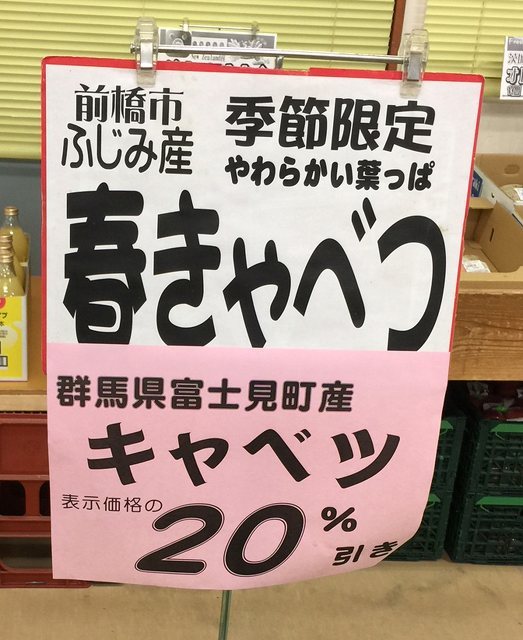 New Zealand
前橋市
ふじみ産
季節限定
やわらかい葉っぱ
春きゃべつ
群馬県富士見町産
キャベツ
表示価格の
20%
引き